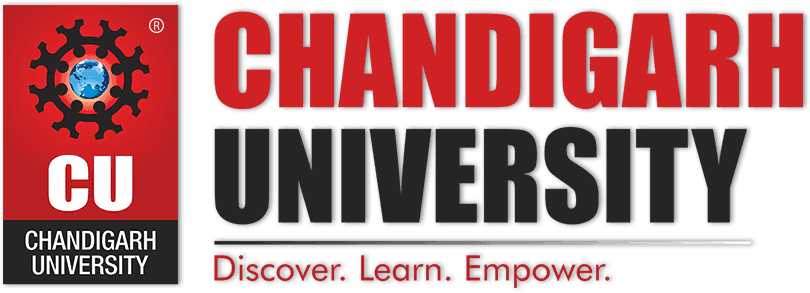 ®
CU
CHANDIGARH
UNIVERSITY
CHANDIGARH
UNIVERSITY
Discover. Learn. Empower.